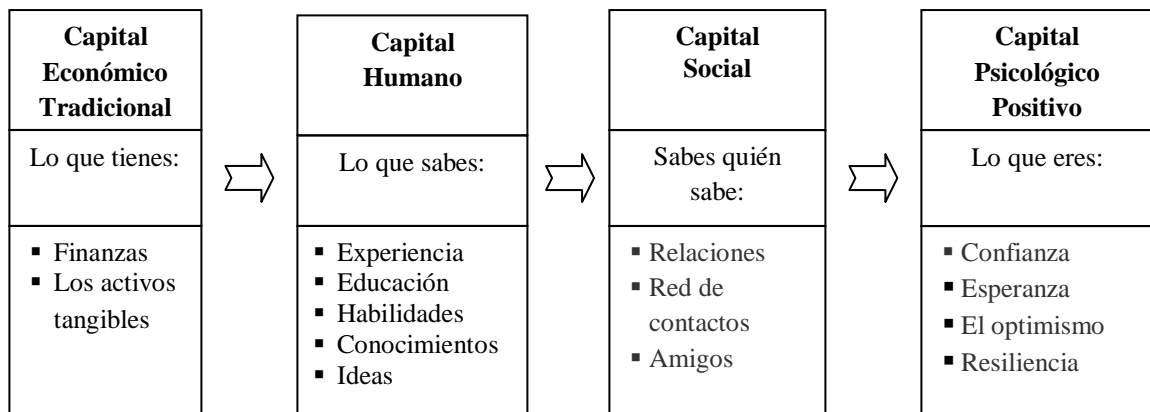 Capital
Económico
Tradicional
Lo que tienes:
▪ Finanzas
▪ Los activos
tangibles
Capital
Humano
Lo que sabes:
▪ Experiencia
▪ Educación
▪ Habilidades
▪ Conocimientos
▪ Ideas
Capital
Social
Sabes quién
sabe:
▪ Relaciones
▪ Red de
contactos
▪ Amigos
Capital
Psicológico
Positivo
Lo que eres:
▪ Confianza
▪ Esperanza
▪ El optimismo
▪ Resiliencia